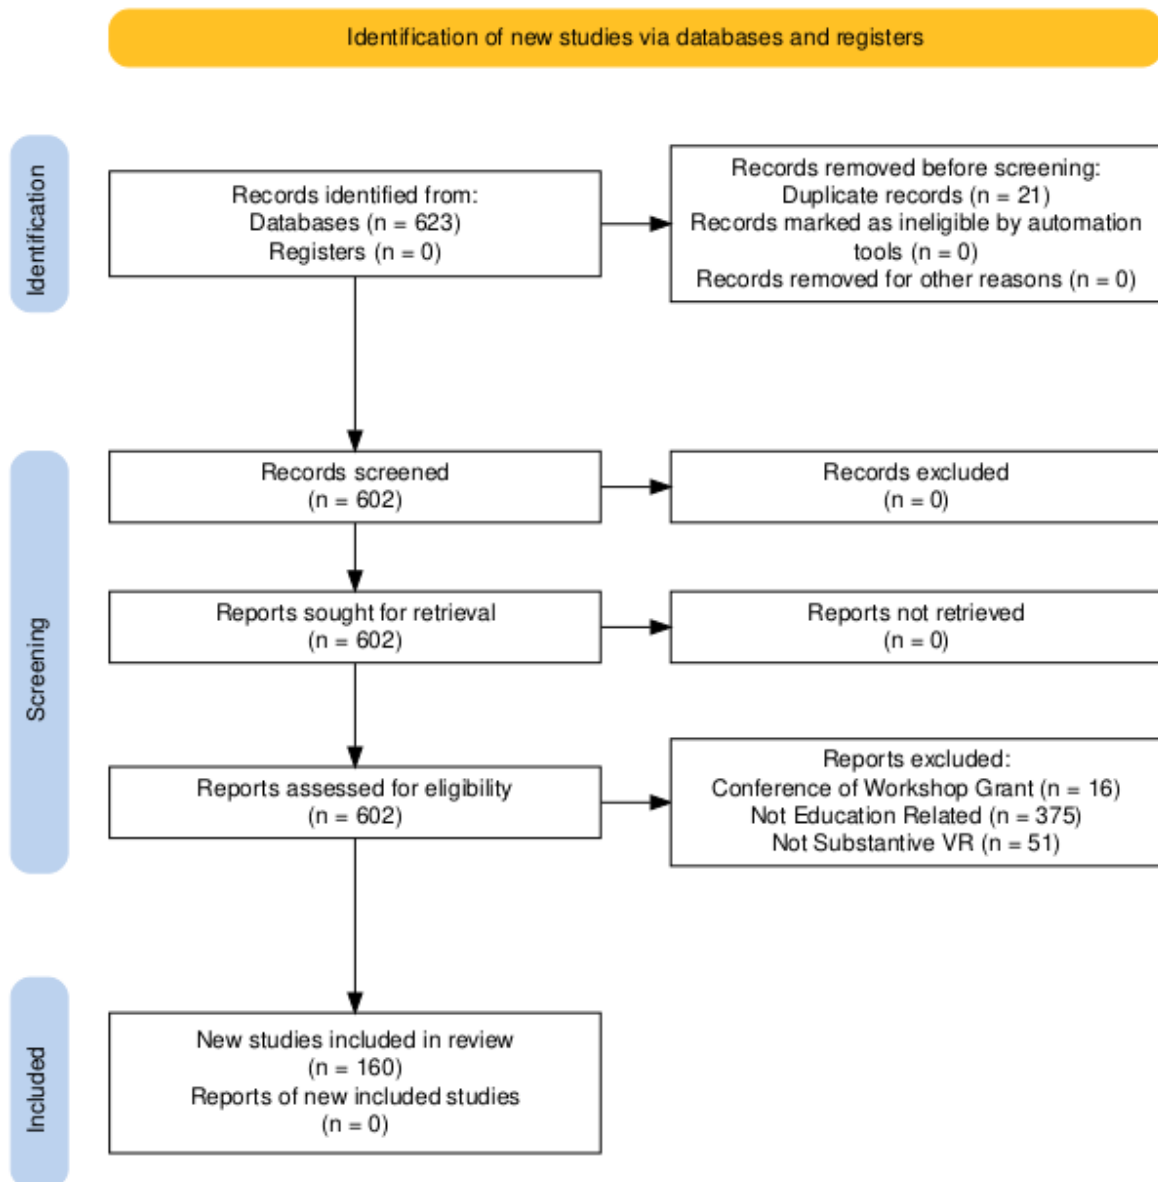 Identification of new studies via databases and registers
Identification
Records identified from:
Databases (n = 623)
Registers (n = 0)
Records removed before screening:
Duplicate records (n = 21)
Records marked as ineligible by automation
tools (n = 0)
Records removed for other reasons (n = 0)
Screening
Records screened
(n = 602)
Records excluded
(n = 0)
Reports sought for retrieval
(n = 602)
Reports not retrieved
(n = 0)
Reports assessed for eligibility
(n = 602)
Reports excluded:
Conference of Workshop Grant (n = 16)
Not Education Related (n = 375)
Not Substantive VR (n = 51)
Included
New studies included in review
(n = 160)
Reports of new included studies
(n = 0)